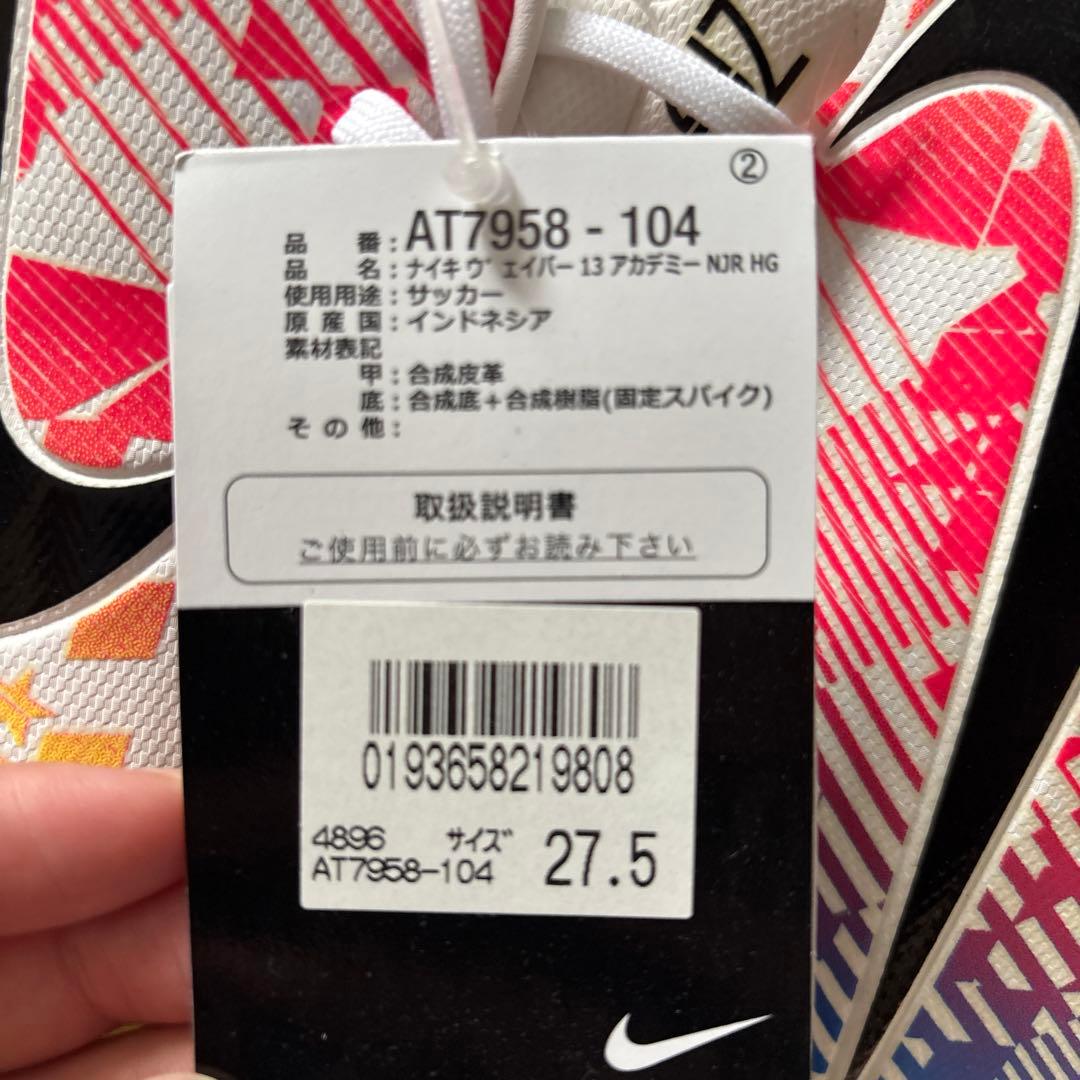 ②
品番：AT7958 - 104
品名：ナイキ ヴェイパー 13 アカデミー NJR HG
使用用途：サッカー
原産国：インドネシア
素材表記
甲：合成皮革
底：合成底＋合成樹脂(固定スパイク)
その他：
取扱説明書
ご使用前に必ずお読み下さい
0193658219808
4896 サイズ 27.5
AT7958-104